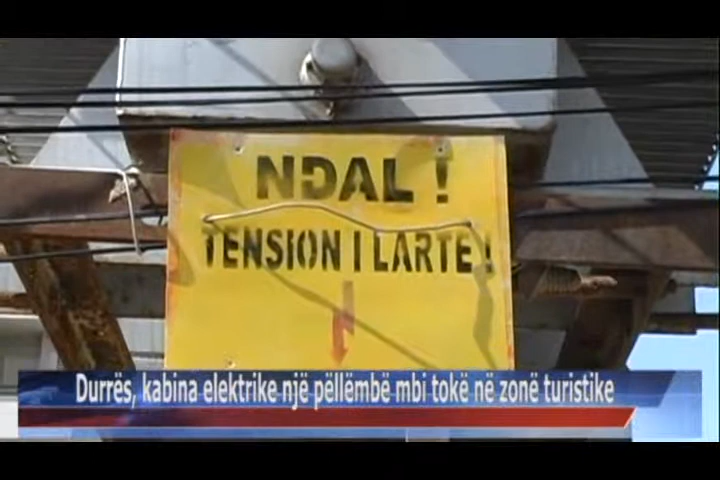 NDAL !
TENSION I LARTE !
Durrës, kabina elektrike një pëllëmbë mbi tokë në zonë turistike